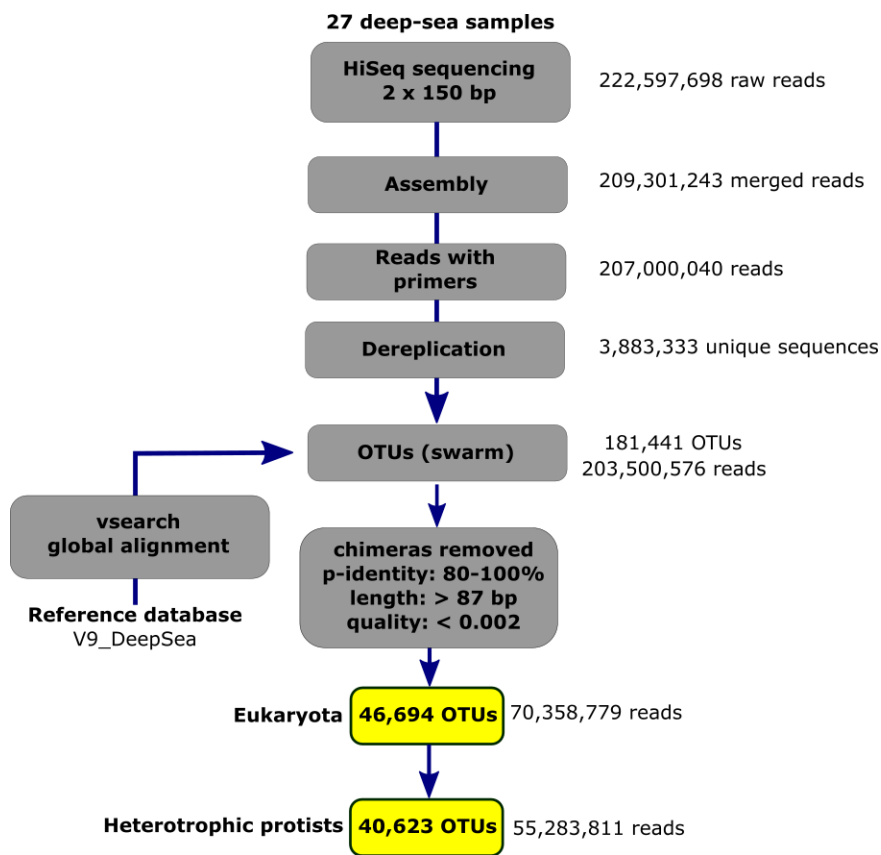 27 deep-sea samples
HiSeq sequencing
2 x 150 bp
222,597,698 raw reads
Assembly
209,301,243 merged reads
Reads with
primers
207,000,040 reads
Dereplication
3,883,333 unique sequences
OTUs (swarm)
181,441 OTUs
203,500,576 reads
vsearch
global alignment
Reference database
V9_DeepSea
chimeras removed
p-identity: 80-100%
length: > 87 bp
quality: < 0.002
Eukaryota
46,694 OTUs
70,358,779 reads
Heterotrophic protists
40,623 OTUs
55,283,811 reads